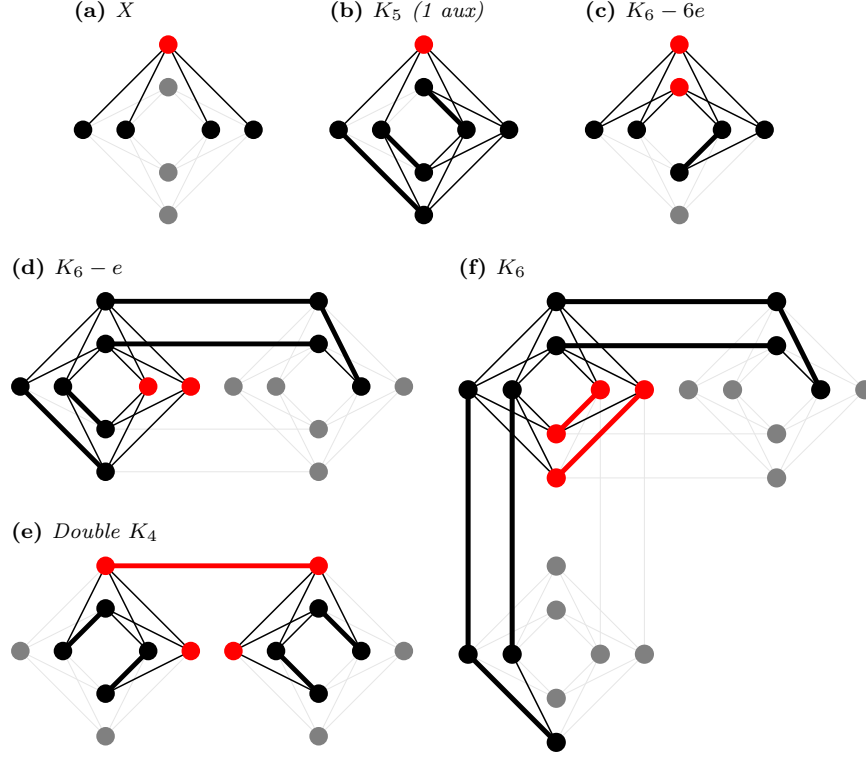 (a) X
(b) K₅ (1 aux)
(c) K₆ − 6e
(d) K₆ − e
(f) K₆
(e) Double K₄